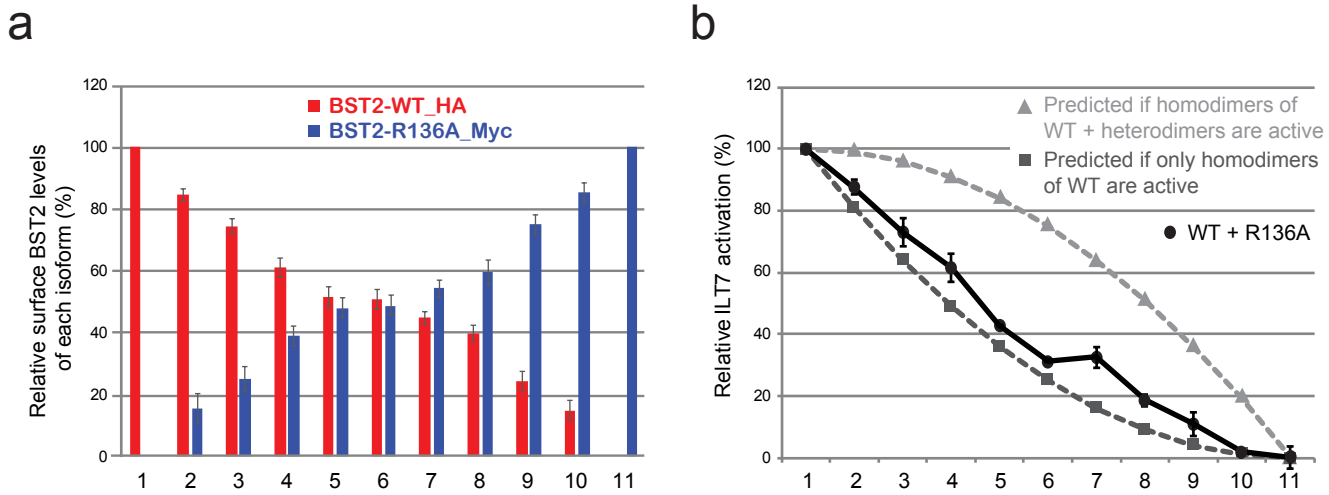 a
Relative surface BST2 levels
of each isoform (%)
120
100
80
60
40
20
0
BST2-WT_HA
BST2-R136A_Myc
1 2 3 4 5 6 7 8 9 10 11
b
Relative ILT7 activation (%)
120
100
80
60
40
20
0
Predicted if homodimers of
WT + heterodimers are active
Predicted if only homodimers
of WT are active
WT + R136A
1 2 3 4 5 6 7 8 9 10 11